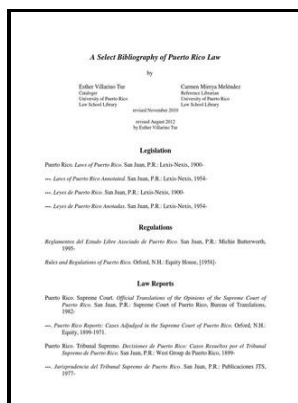 A Select Bibliography of Puerto Rico Law
by
Esther Villarino Tur
Cataloger
University of Puerto Rico
Law School Library
Carmen Mierya Meléndez
Reference Librarian
University of Puerto Rico
Law School Library
revised November 2010
revised August 2012
by Esther Villarino Tur
Legislation
Puerto Rico. Laws of Puerto Rico. San Juan, P.R.: Lexis-Nexis, 1900-
---. Laws of Puerto Rico Annotated. San Juan, P.R.: Lexis-Nexis, 1954-
---. Leyes de Puerto Rico. San Juan, P.R.: Lexis-Nexis, 1900-
---. Leyes de Puerto Rico Anotadas. San Juan, P.R.: Lexis-Nexis, 1954-
Regulations
Reglamentos del Estado Libre Asociado de Puerto Rico. San Juan, P.R.: Michie Butterworth,
1995-
Rules and Regulations of Puerto Rico. Orford, N.H.: Equity House, [1958]-
Law Reports
Puerto Rico. Supreme Court. Official Translations of the Opinions of the Supreme Court of
Puerto Rico. San Juan, P.R.: Supreme Court of Puerto Rico, Bureau of Translations,
1982-
---. Puerto Rico Reports: Cases Adjudged in the Supreme Court of Puerto Rico. Orford, N.H.:
Equity, 1899-1971.
Puerto Rico. Tribunal Supremo. Decisiones de Puerto Rico: Casos Resueltos por el Tribunal
Supremo de Puerto Rico. San Juan, P.R.: West Group de Puerto Rico, 1899-
---. Jurisprudencia del Tribunal Supremo de Puerto Rico. San Juan, P.R.: Publicaciones JTS,
1977-